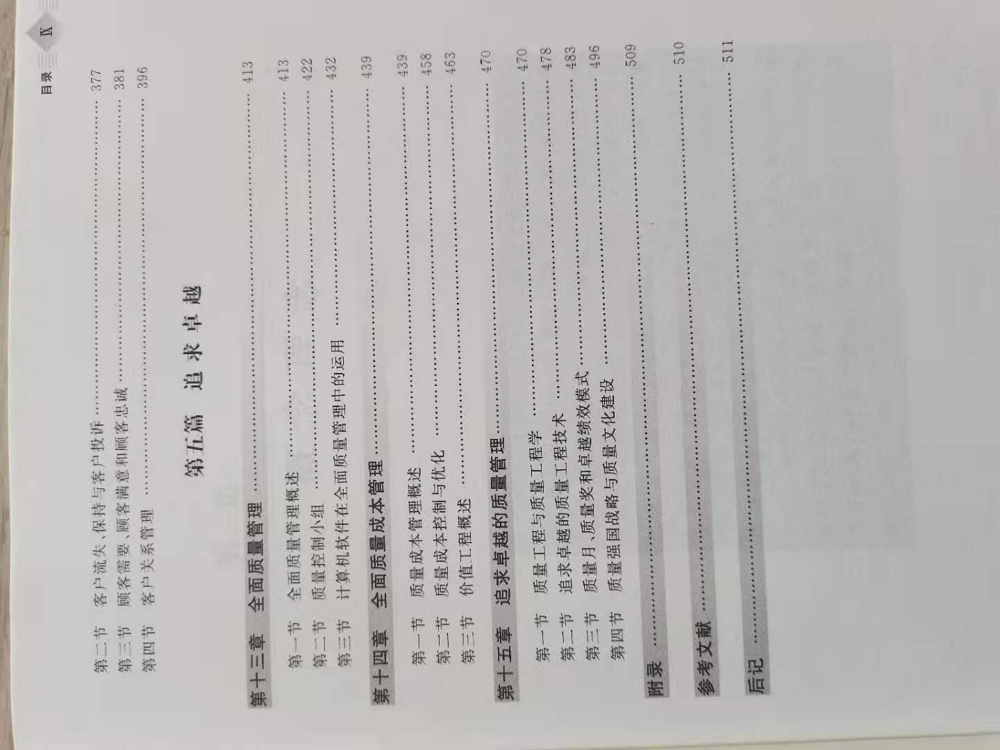 目录 Ⅸ
第二节 客户流失、保持与客户投诉 …… 377
第三节 顾客需要、顾客满意和顾客忠诚 …… 381
第四节 客户关系管理 …… 396
第五篇 追求卓越
第十三章 全面质量管理 …… 413
第一节 全面质量管理概述 …… 413
第二节 质量控制小组 …… 422
第三节 计算机软件在全面质量管理中的运用 …… 432
第十四章 全面质量成本管理 …… 439
第一节 质量成本管理概述 …… 439
第二节 质量成本控制与优化 …… 458
第三节 价值工程概述 …… 463
第十五章 追求卓越的质量管理 …… 470
第一节 质量工程与质量工程学 …… 470
第二节 追求卓越的质量工程技术 …… 478
第三节 质量月、质量奖和卓越绩效模式 …… 483
第四节 质量强国战略与质量文化建设 …… 496
附录 …… 509
参考文献 …… 510
后记 …… 511